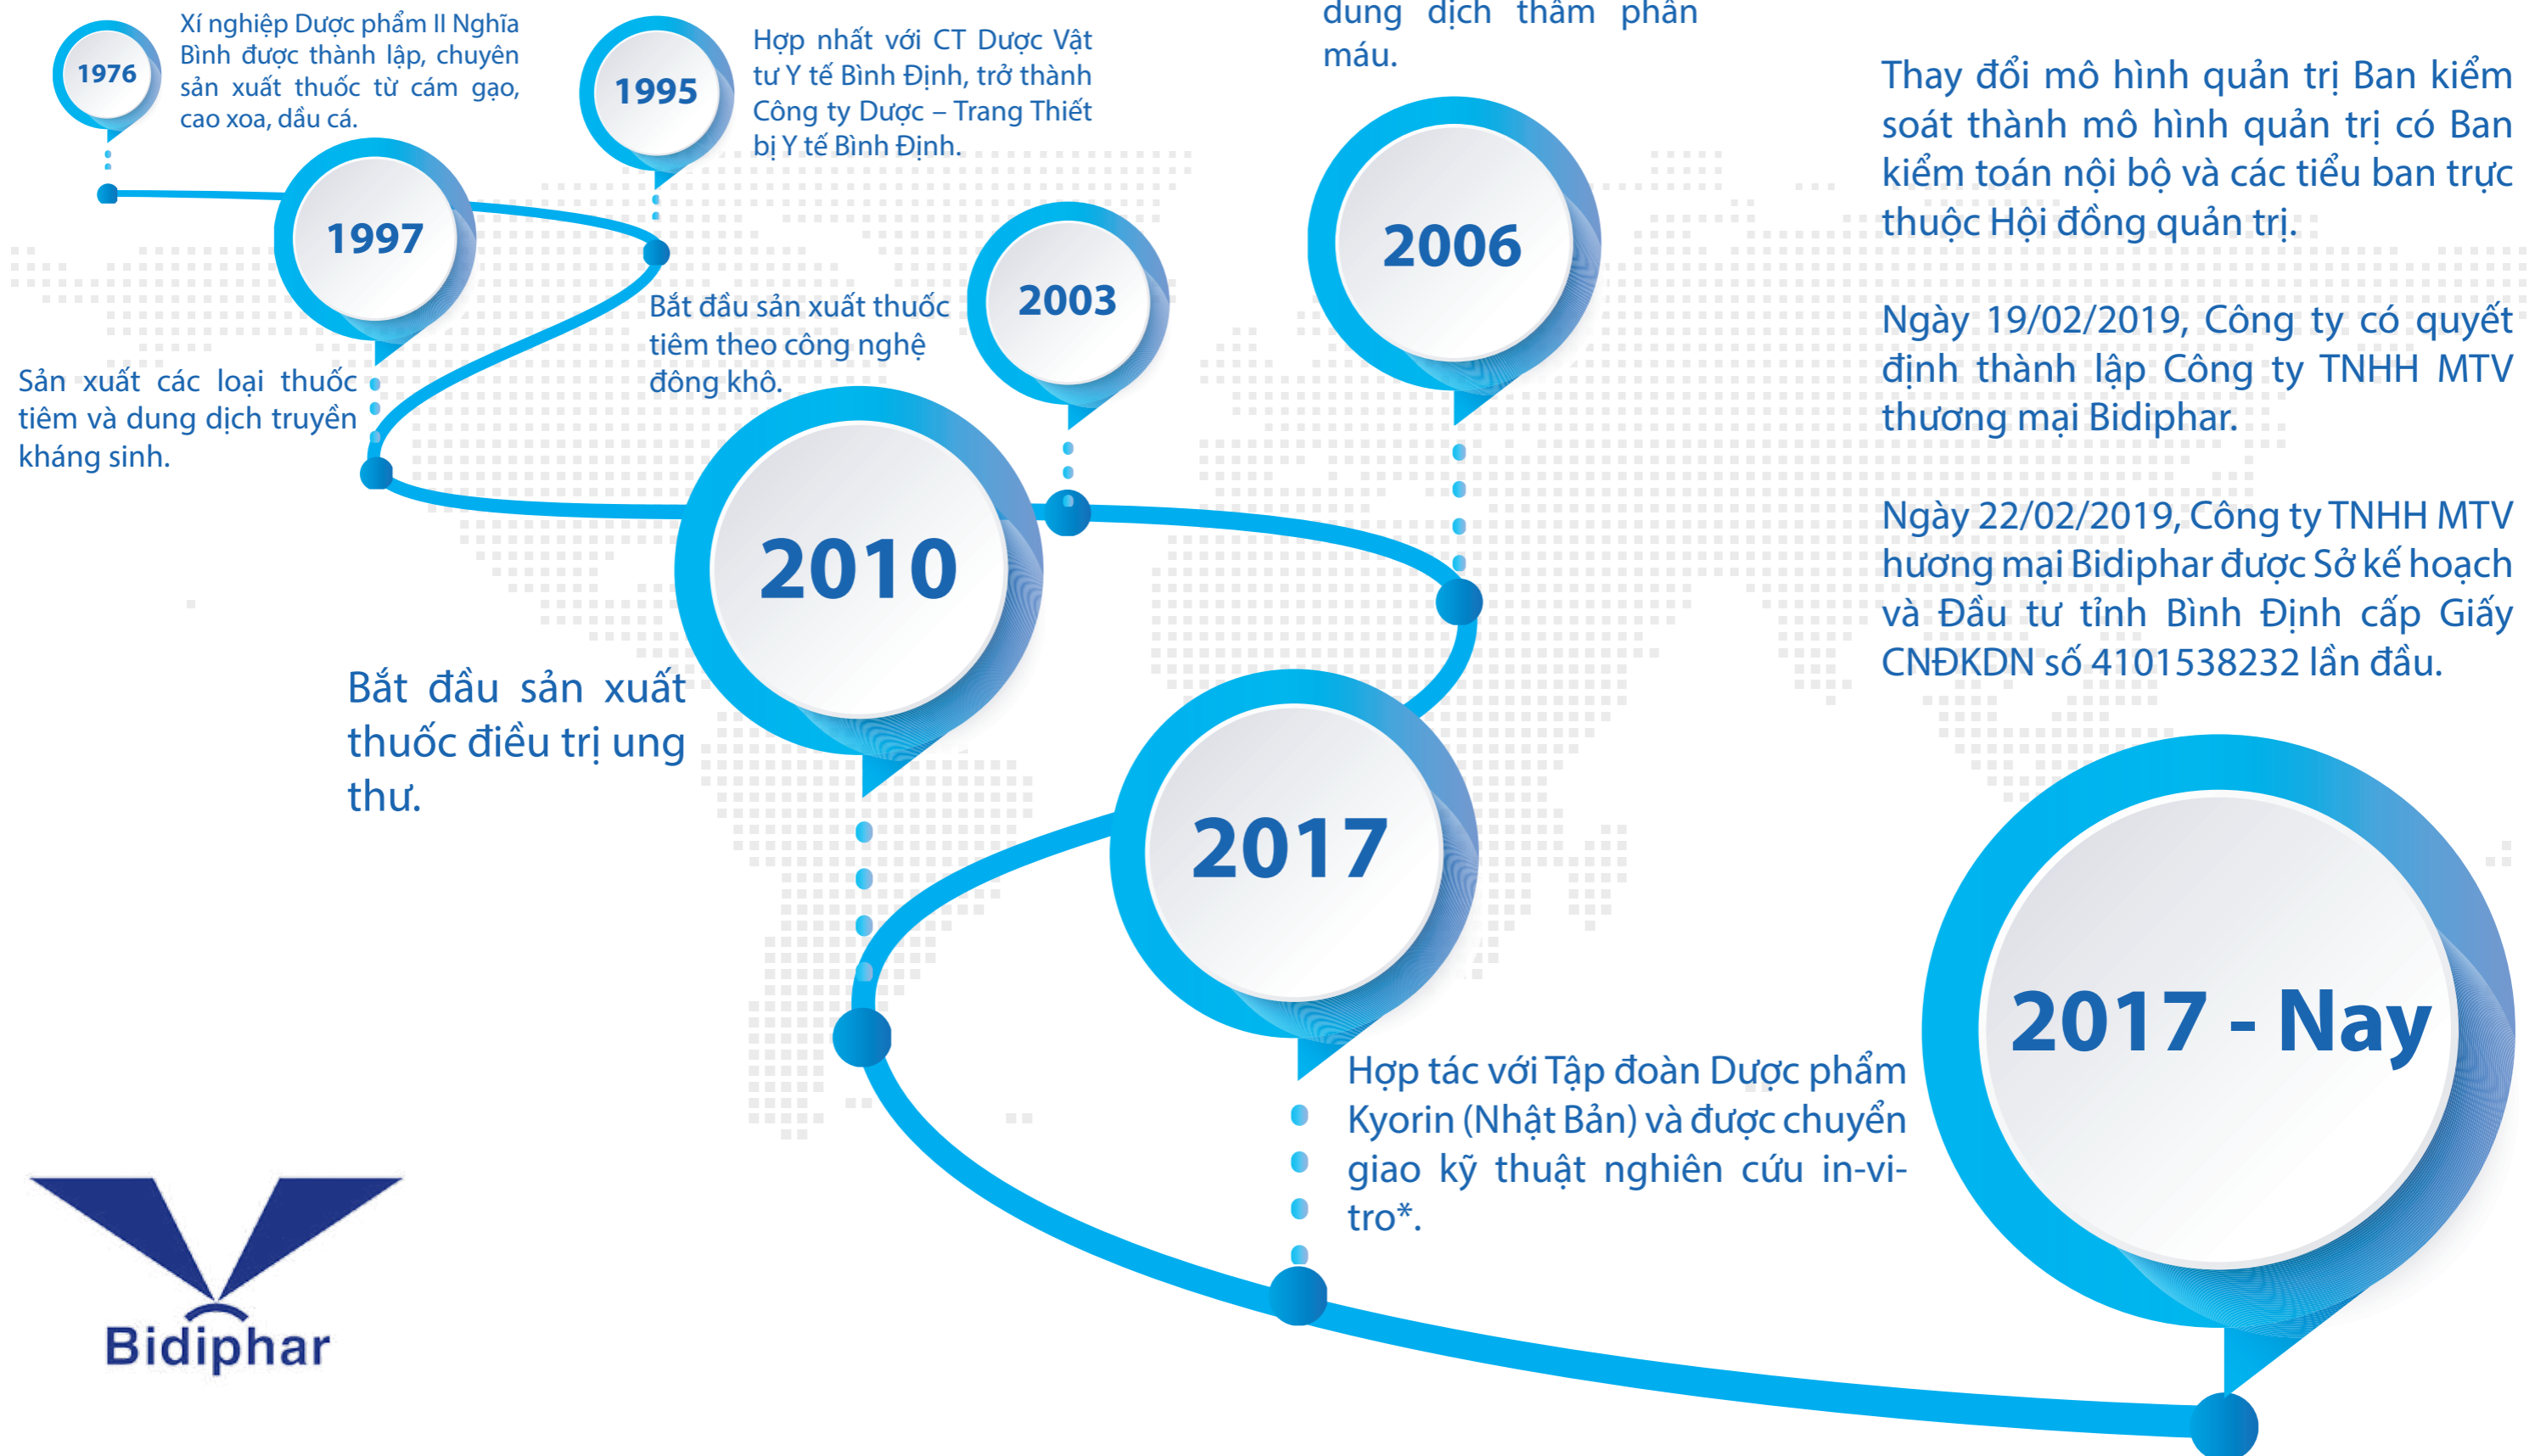 1976
Xí nghiệp Dược phẩm II Nghĩa
Bình được thành lập, chuyên
sản xuất thuốc từ cám gạo,
cao xoa, dầu cá.
1995
Hợp nhất với CT Dược Vật
tư Y tế Bình Định, trở thành
Công ty Dược – Trang Thiết
bị Y tế Bình Định.
1997
Sản xuất các loại thuốc
tiêm và dung dịch truyền
kháng sinh.
2003
Bắt đầu sản xuất thuốc
tiêm theo công nghệ
đông khô.
dung dịch thẩm phân
máu.
2006
2010
Bắt đầu sản xuất
thuốc điều trị ung
thư.
2017
Hợp tác với Tập đoàn Dược phẩm
Kyorin (Nhật Bản) và được chuyển
giao kỹ thuật nghiên cứu in-vi-
tro*.
Thay đổi mô hình quản trị Ban kiểm
soát thành mô hình quản trị có Ban
kiểm toán nội bộ và các tiểu ban trực
thuộc Hội đồng quản trị.
Ngày 19/02/2019, Công ty có quyết
định thành lập Công ty TNHH MTV
thương mại Bidiphar.
Ngày 22/02/2019, Công ty TNHH MTV
hương mại Bidiphar được Sở kế hoạch
và Đầu tư tỉnh Bình Định cấp Giấy
CNĐKDN số 4101538232 lần đầu.
2017 - Nay
Bidiphar